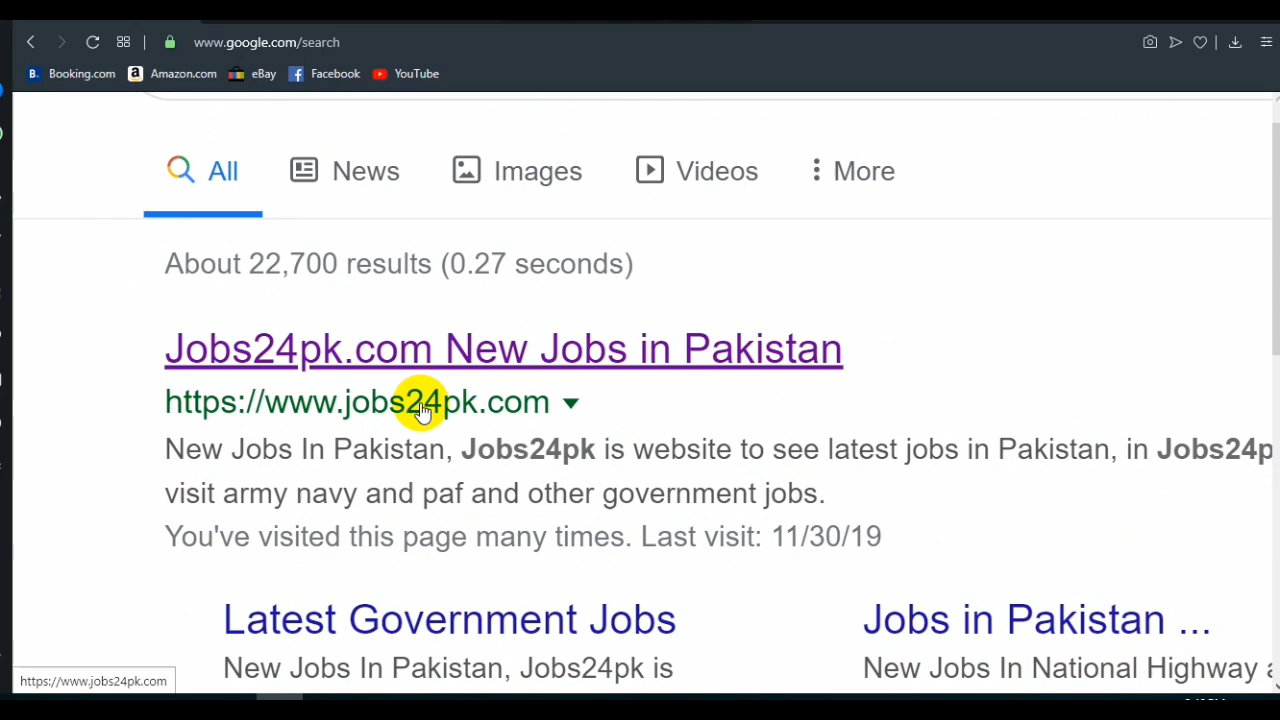 www.google.com/search
B. Booking.com a Amazon.com eBay Facebook YouTube
All News Images Videos More
About 22,700 results (0.27 seconds)
Jobs24pk.com New Jobs in Pakistan
https://www.jobs24pk.com
New Jobs In Pakistan, Jobs24pk is website to see latest jobs in Pakistan, in Jobs24p
visit army navy and paf and other government jobs.
You've visited this page many times. Last visit: 11/30/19
Latest Government Jobs Jobs in Pakistan ...
New Jobs In Pakistan, Jobs24pk is New Jobs In National Highway a
https://www.jobs24pk.com